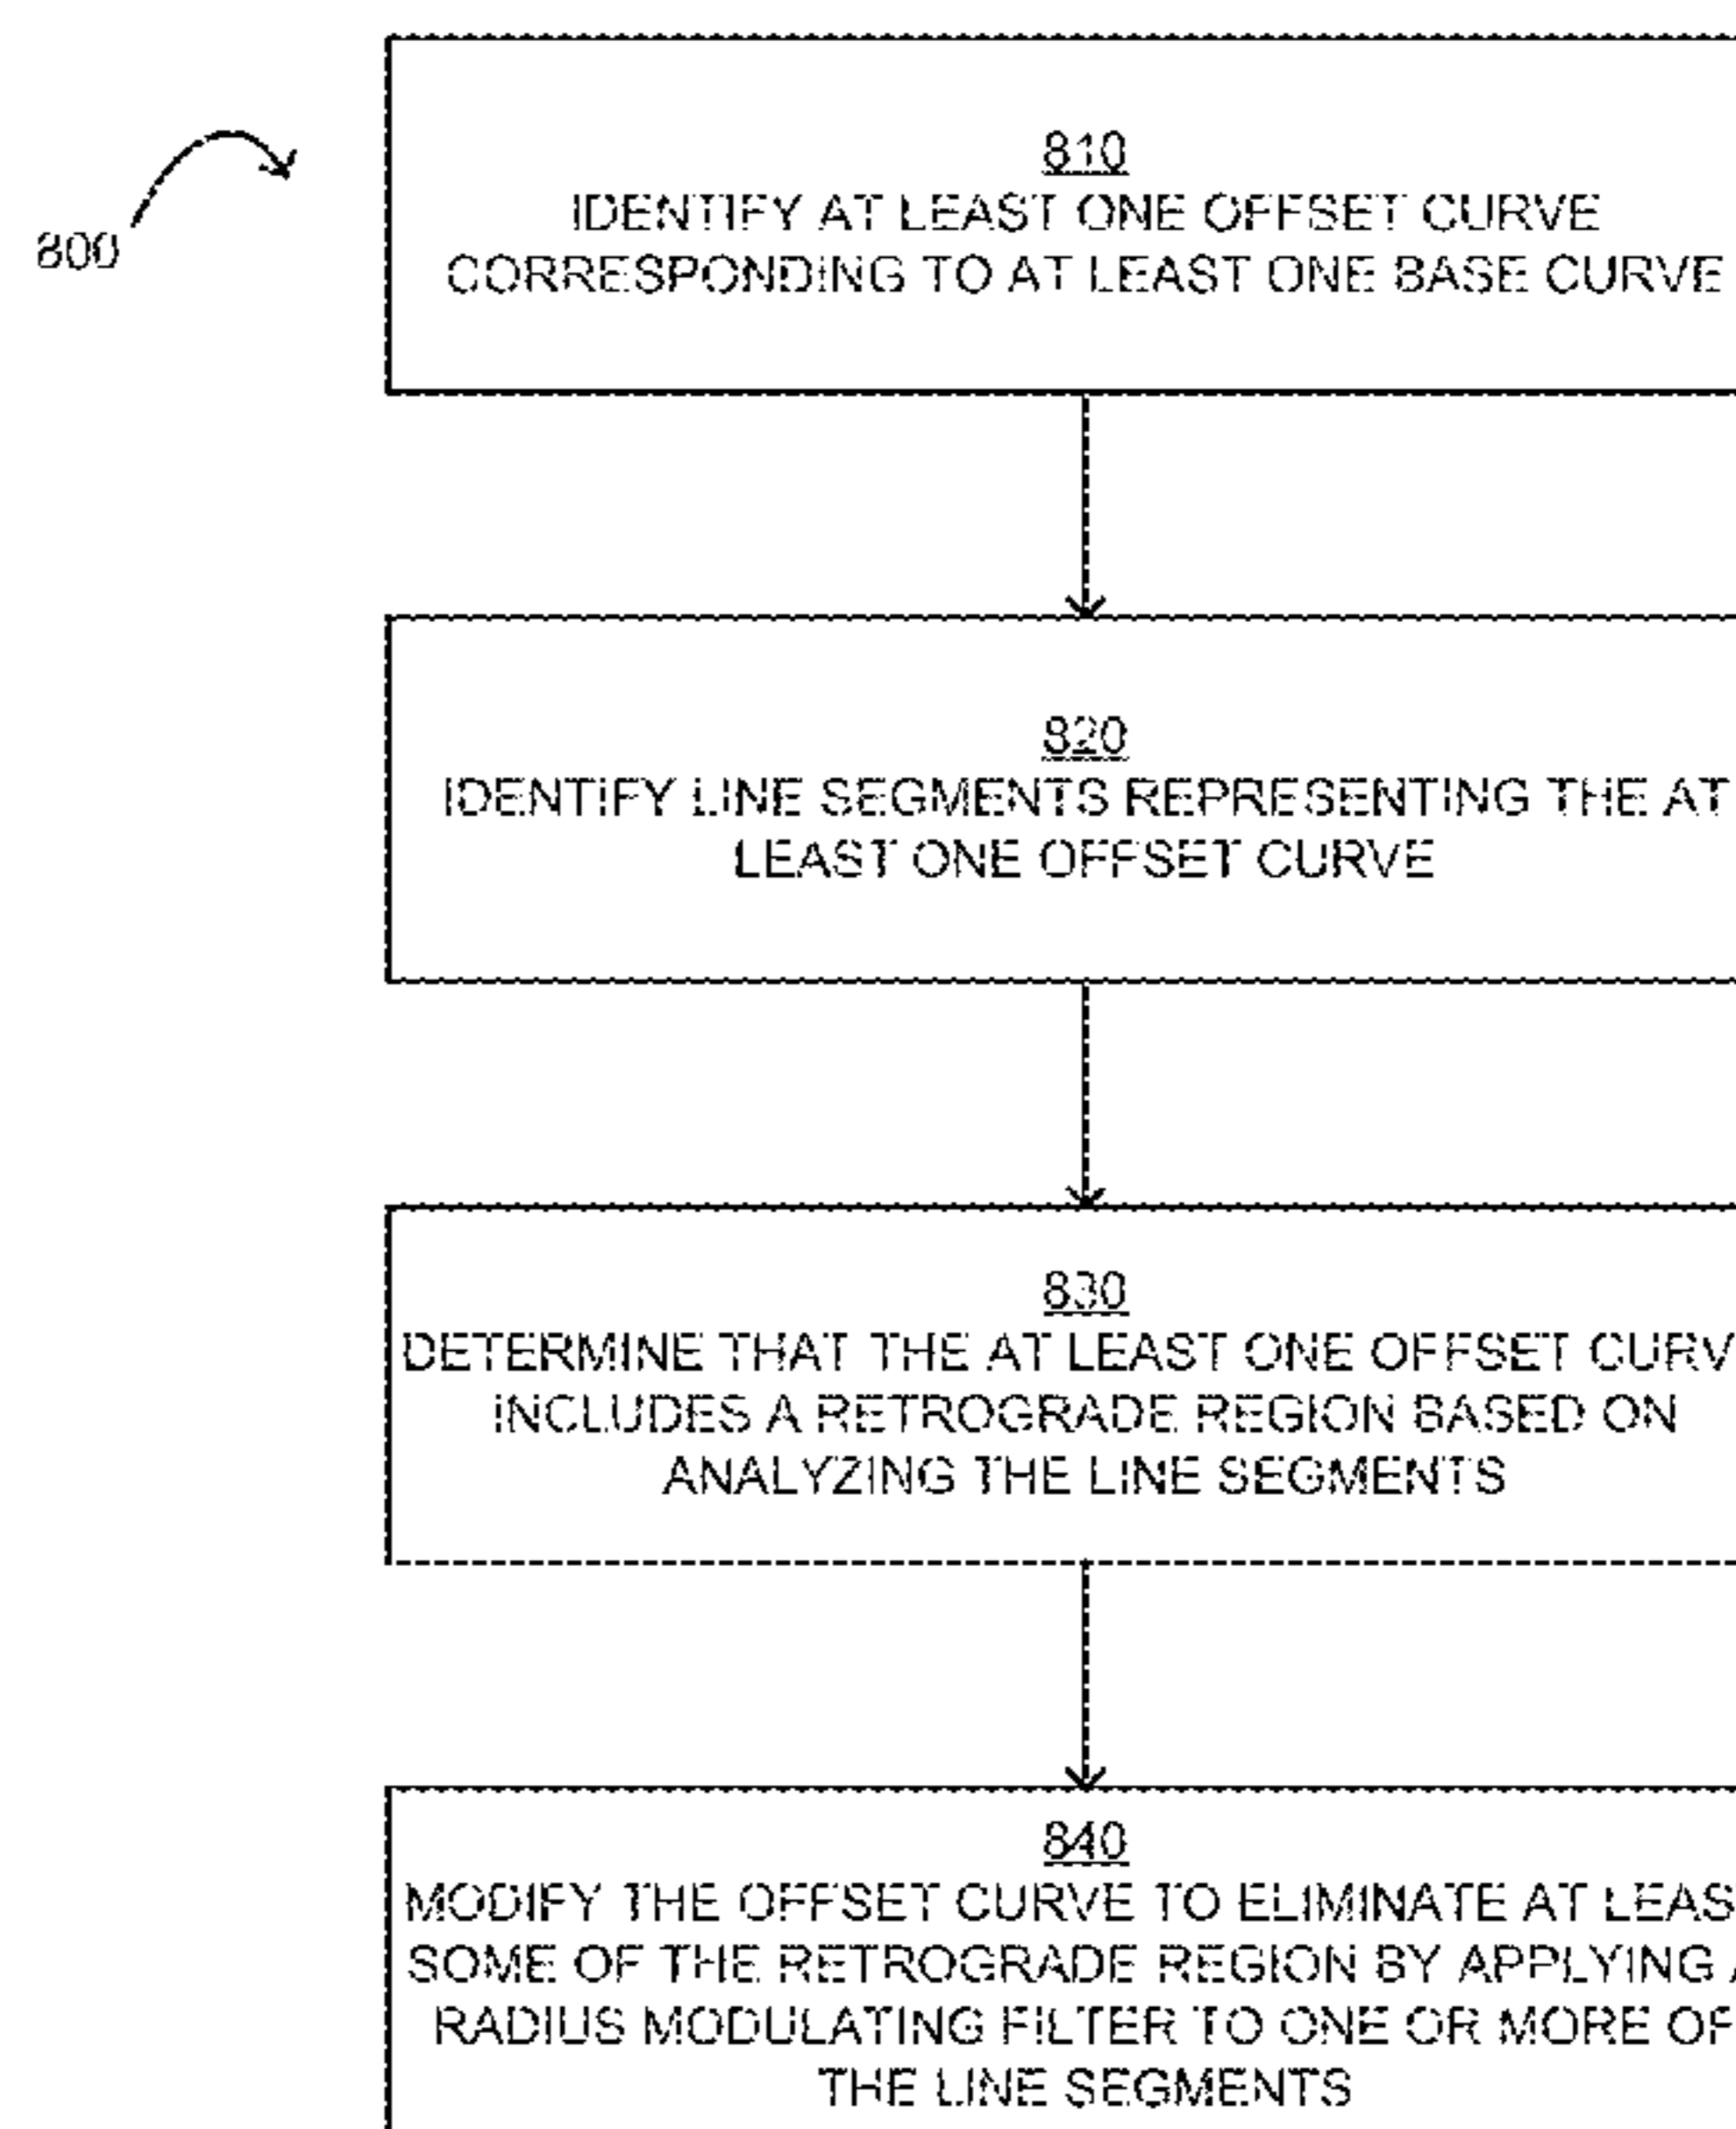 800
810
IDENTIFY AT LEAST ONE OFFSET CURVE
CORRESPONDING TO AT LEAST ONE BASE CURVE
820
IDENTIFY LINE SEGMENTS REPRESENTING THE AT
LEAST ONE OFFSET CURVE
830
DETERMINE THAT THE AT LEAST ONE OFFSET CURV
INCLUDES A RETROGRADE REGION BASED ON
ANALYZING THE LINE SEGMENTS
840
MODIFY THE OFFSET CURVE TO ELIMINATE AT LEAS
SOME OF THE RETROGRADE REGION BY APPLYING A
RADIUS MODULATING FILTER TO ONE OR MORE OF
THE LINE SEGMENTS